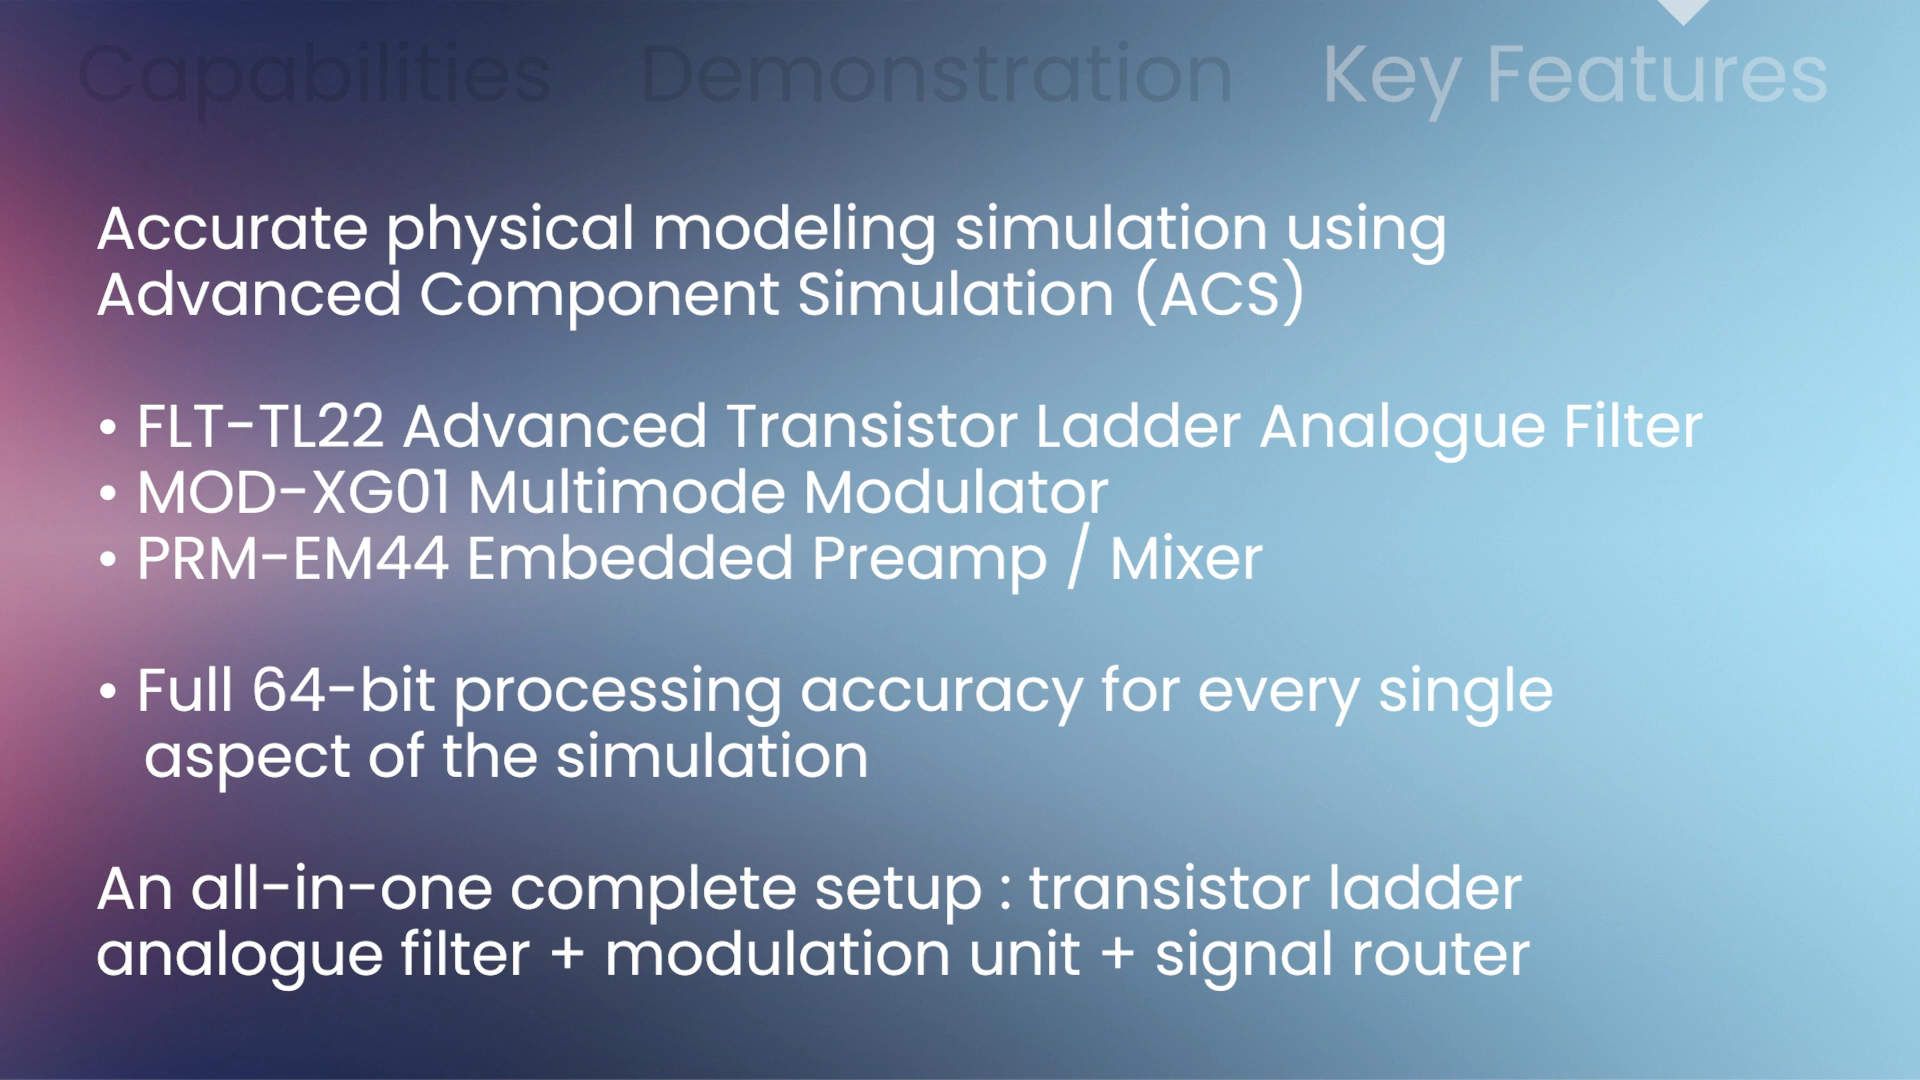 Capabilities Demonstration Key Features
Accurate physical modeling simulation using
Advanced Component Simulation (ACS)
• FLT-TL22 Advanced Transistor Ladder Analogue Filter
• MOD-XG01 Multimode Modulator
• PRM-EM44 Embedded Preamp / Mixer
• Full 64-bit processing accuracy for every single
aspect of the simulation
An all-in-one complete setup : transistor ladder
analogue filter + modulation unit + signal router